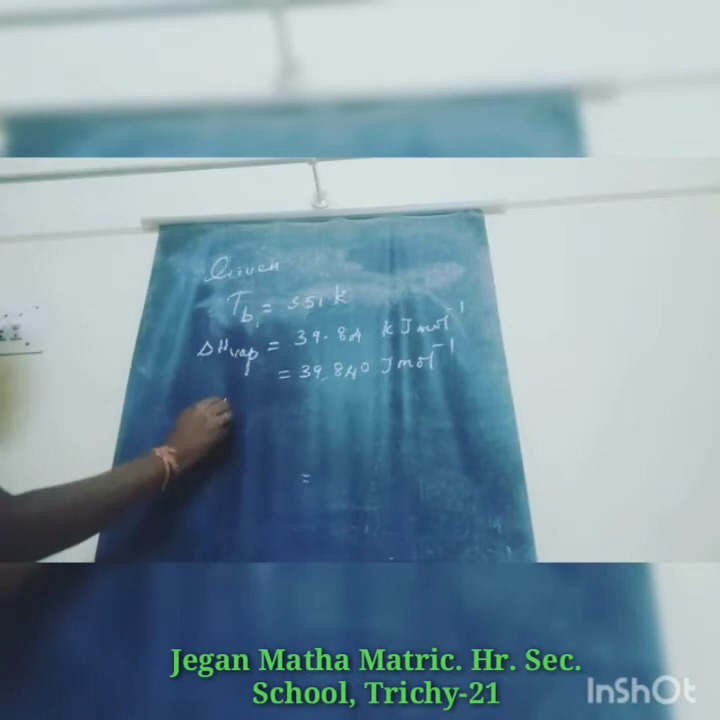 Given
Tb = 351 K
ΔHvap = 39.84 kJ mol⁻¹
= 39,840 J mol⁻¹
=
Jegan Matha Matric. Hr. Sec.
School, Trichy-21
InShOt